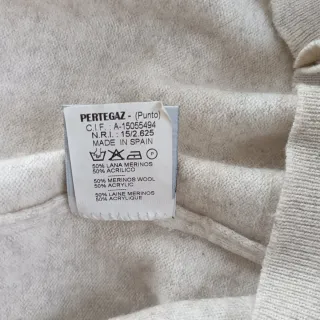 PERTEGAZ - (Punto)
C.I.F. A-15055494
N.R.I.: 15/2.625
MADE IN SPAIN
P
50% LANA MERINOS
50% ACRILICO
50% MERINOS WOOL
50% ACRYLIC
50% LAINE MERINOS
50% ACRYLIQUE